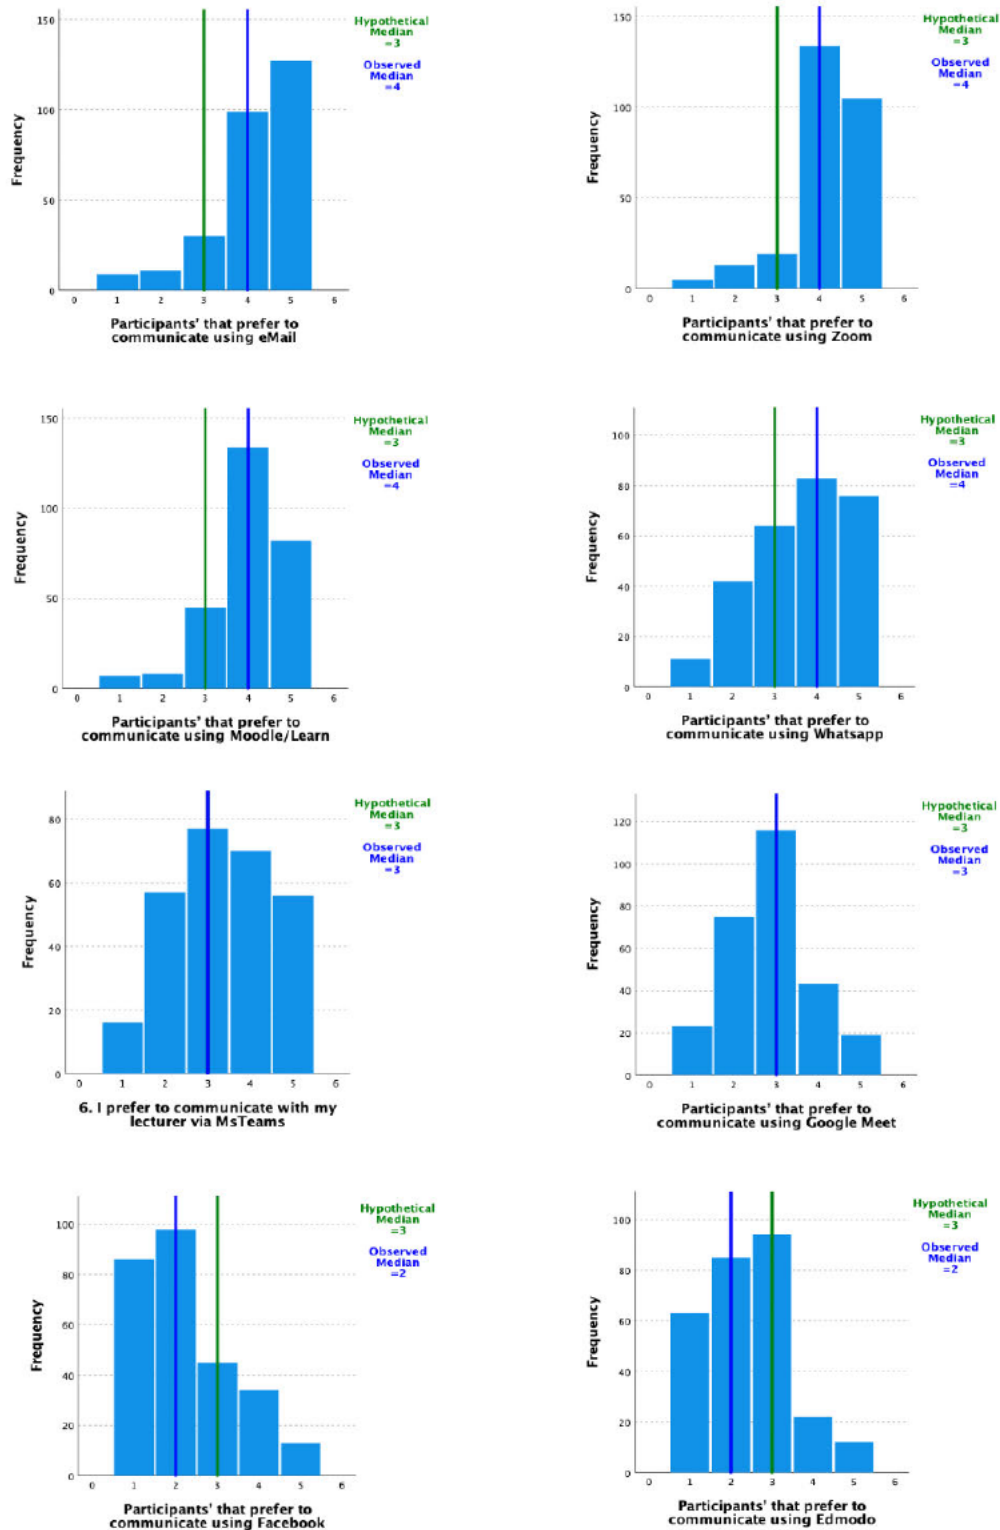 150
100
50
0
Frequency
0 1 2 3 4 5 6
Participants' that prefer to
communicate using eMail
Hypothetical
Median
=3
Observed
Median
=4
150
100
50
0
Frequency
0 1 2 3 4 5 6
Participants' that prefer to
communicate using Zoom
Hypothetical
Median
=3
Observed
Median
=4
150
100
50
0
Frequency
0 1 2 3 4 5 6
Participants' that prefer to
communicate using Moodle/Learn
Hypothetical
Median
=3
Observed
Median
=4
100
80
60
40
20
0
Frequency
0 1 2 3 4 5 6
Participants' that prefer to
communicate using Whatsapp
Hypothetical
Median
=3
Observed
Median
=4
80
60
40
20
0
Frequency
0 1 2 3 4 5 6
6. I prefer to communicate with my
lecturer via MsTeams
Hypothetical
Median
=3
Observed
Median
=3
120
100
80
60
40
20
0
Frequency
0 1 2 3 4 5 6
Participants' that prefer to
communicate using Google Meet
Hypothetical
Median
=3
Observed
Median
=3
100
80
60
40
20
0
Frequency
0 1 2 3 4 5 6
Participants' that prefer to
communicate using Facebook
Hypothetical
Median
=3
Observed
Median
=2
100
80
60
40
20
0
Frequency
0 1 2 3 4 5 6
Participants' that prefer to
communicate using Edmodo
Hypothetical
Median
=3
Observed
Median
=2